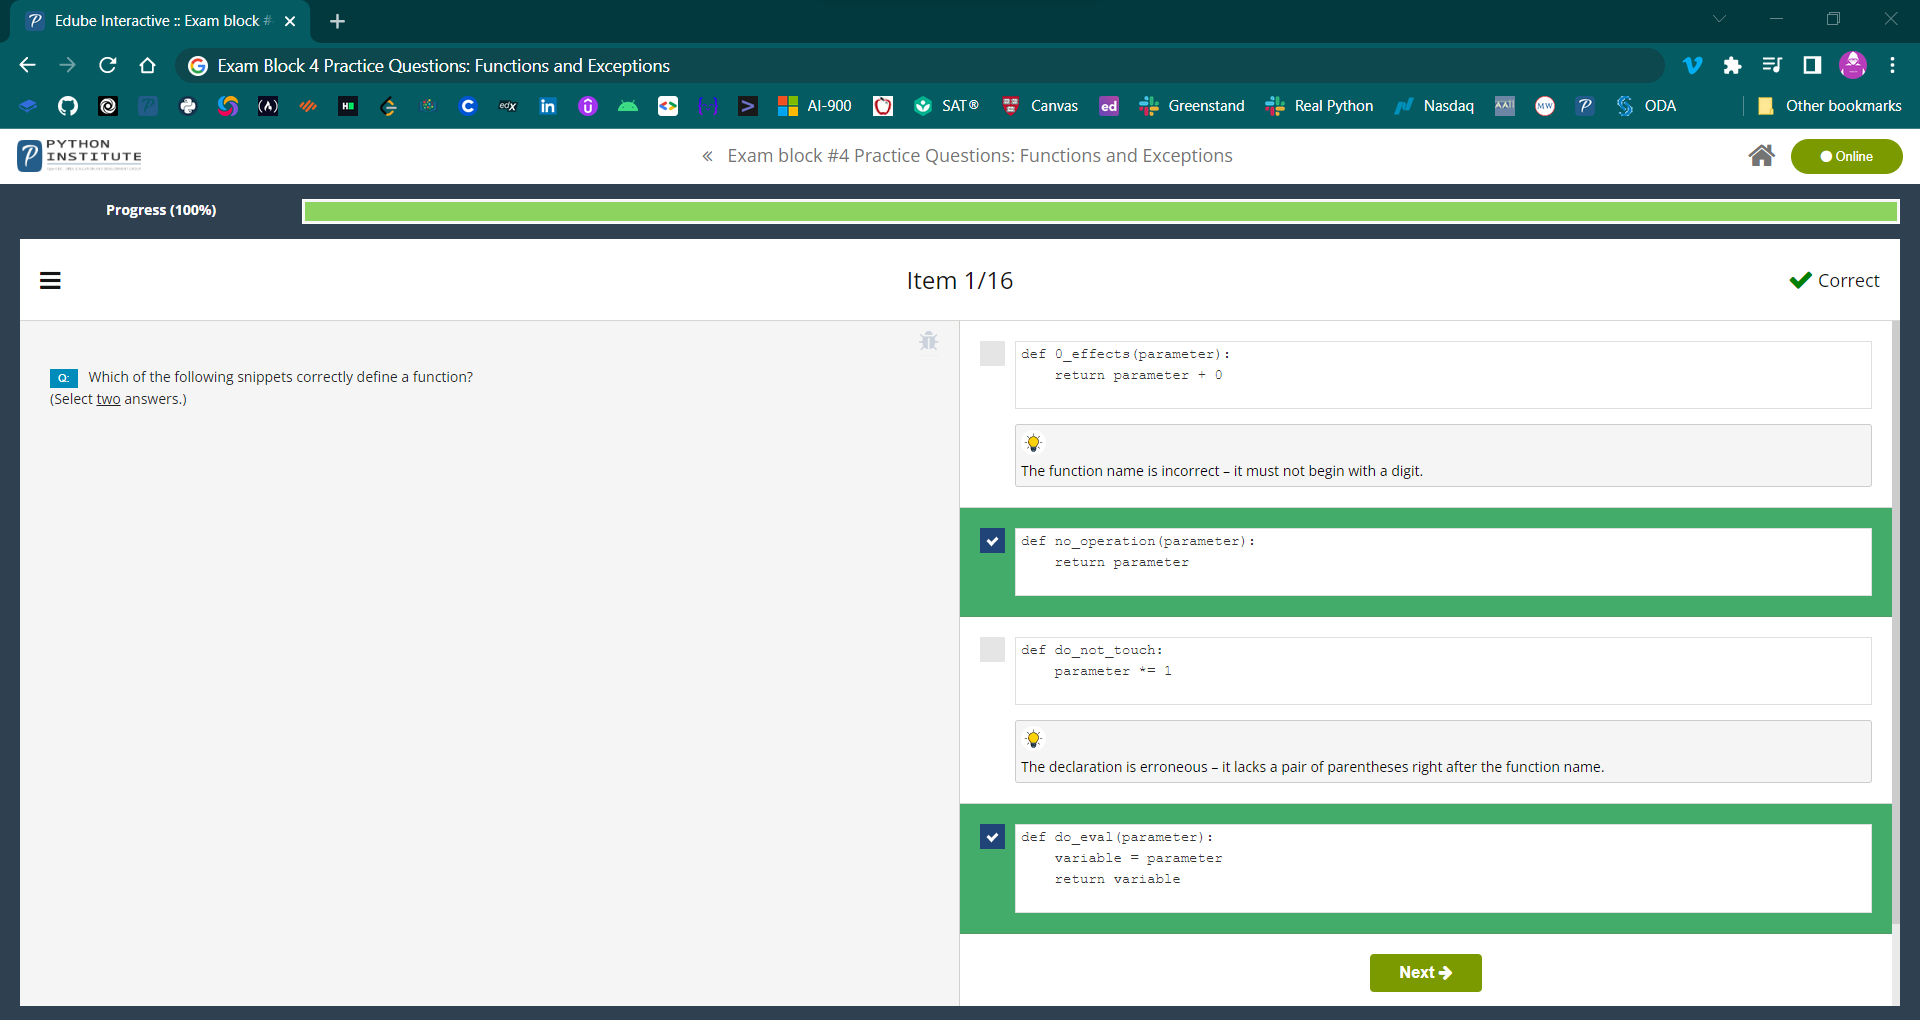 Edube Interactive :: Exam block #
Exam Block 4 Practice Questions: Functions and Exceptions
AI-900
SAT®
Canvas
ed
Greenstand
Real Python
Nasdaq
MW
ODA
Other bookmarks
PYTHON
INSTITUTE
« Exam block #4 Practice Questions: Functions and Exceptions
Online
Progress (100%)
Item 1/16
Correct
Q: Which of the following snippets correctly define a function?
(Select two answers.)
def 0_effects(parameter):
    return parameter + 0
The function name is incorrect – it must not begin with a digit.
def no_operation(parameter):
    return parameter
def do_not_touch:
    parameter *= 1
The declaration is erroneous – it lacks a pair of parentheses right after the function name.
def do_eval(parameter):
    variable = parameter
    return variable
Next